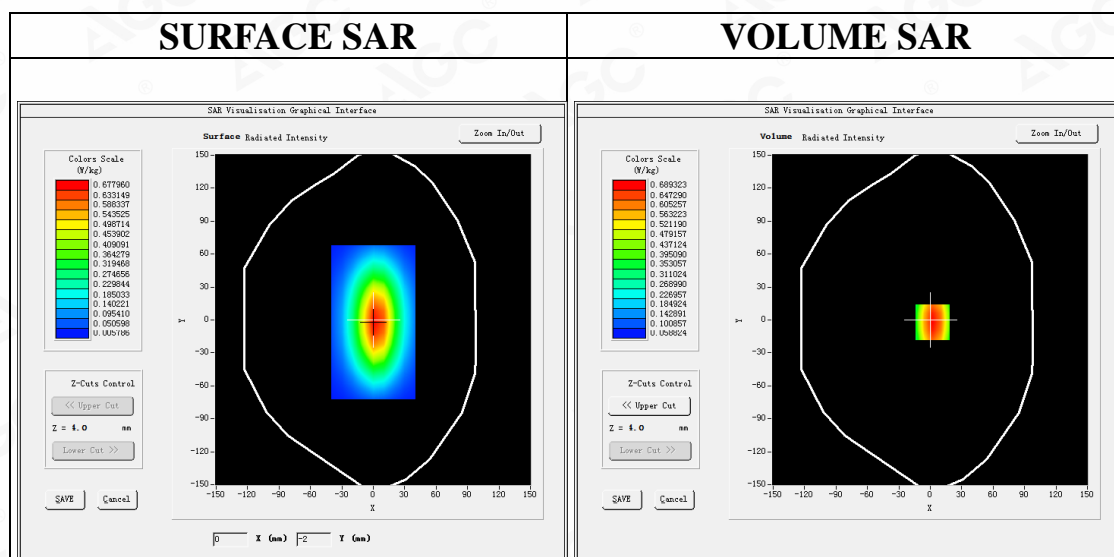 SURFACE SAR
VOLUME SAR
SAR Visualisation Graphical Interface
Surface Radiated Intensity
Zoom In/Out
Colors Scale
(W/kg)
0.677960
0.633149
0.588337
0.543525
0.498714
0.453902
0.409091
0.364279
0.319468
0.274656
0.229844
0.185033
0.140221
0.095410
0.050598
0.005786
Z-Cuts Control
<< Upper Cut
Z = 4.0 mm
Lower Cut >>
SAVE Cancel
150
120
90
60
30
0
-30
-60
-90
-120
-150
Y
-150 -120 -90 -60 -30 0 30 60 90 120 150
X
0 X (mm) -2 Y (mm)
SAR Visualisation Graphical Interface
Volume Radiated Intensity
Zoom In/Out
Colors Scale
(W/kg)
0.689323
0.647290
0.605257
0.563223
0.521190
0.479157
0.437124
0.395090
0.353057
0.311024
0.268990
0.226957
0.184924
0.142891
0.100857
0.058824
Z-Cuts Control
<< Upper Cut
Z = 4.0 mm
Lower Cut >>
SAVE Cancel
150
120
90
60
30
0
-30
-60
-90
-120
-150
Y
-150 -120 -90 -60 -30 0 30 60 90 120 150
X
AGC